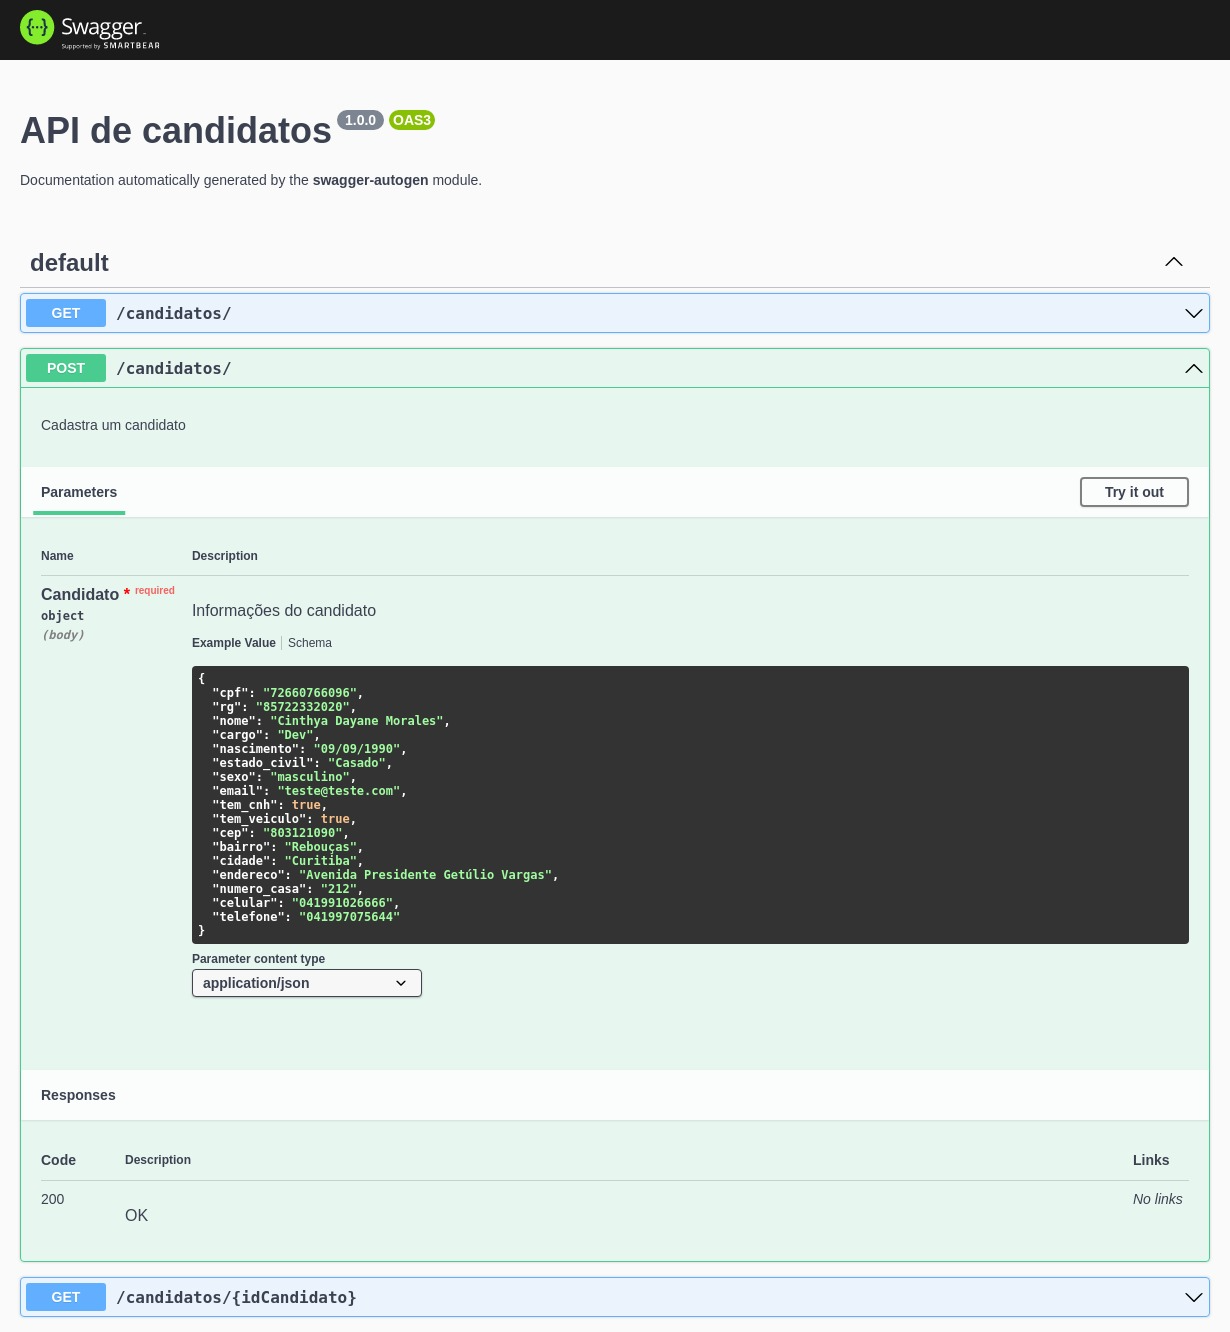 Swagger
Supported by SMARTBEAR
API de candidatos 1.0.0 OAS3
Documentation automatically generated by the swagger-autogen module.
default
GET /candidatos/
POST /candidatos/
Cadastra um candidato
Parameters Try it out
Name Description
Candidato * required
object
(body)
Informações do candidato
Example Value Schema
{
"cpf": "72660766096",
"rg": "85722332020",
"nome": "Cinthya Dayane Morales",
"cargo": "Dev",
"nascimento": "09/09/1990",
"estado_civil": "Casado",
"sexo": "masculino",
"email": "teste@teste.com",
"tem_cnh": true,
"tem_veiculo": true,
"cep": "803121090",
"bairro": "Rebouças",
"cidade": "Curitiba",
"endereco": "Avenida Presidente Getúlio Vargas",
"numero_casa": "212",
"celular": "041991026666",
"telefone": "041997075644"
}
Parameter content type
application/json
Responses
Code Description Links
200 No links
OK
GET /candidatos/{idCandidato}